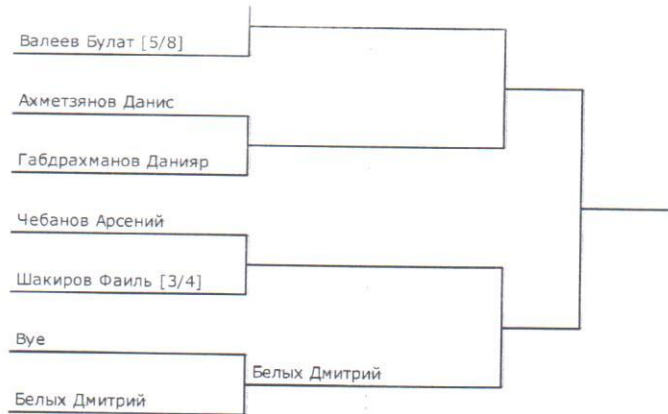 Валеев Булат [5/8]
Ахметзянов Данис
Габдрахманов Данияр
Чебанов Арсений
Шакиров Фаиль [3/4]
Bye
Белых Дмитрий
Белых Дмитрий